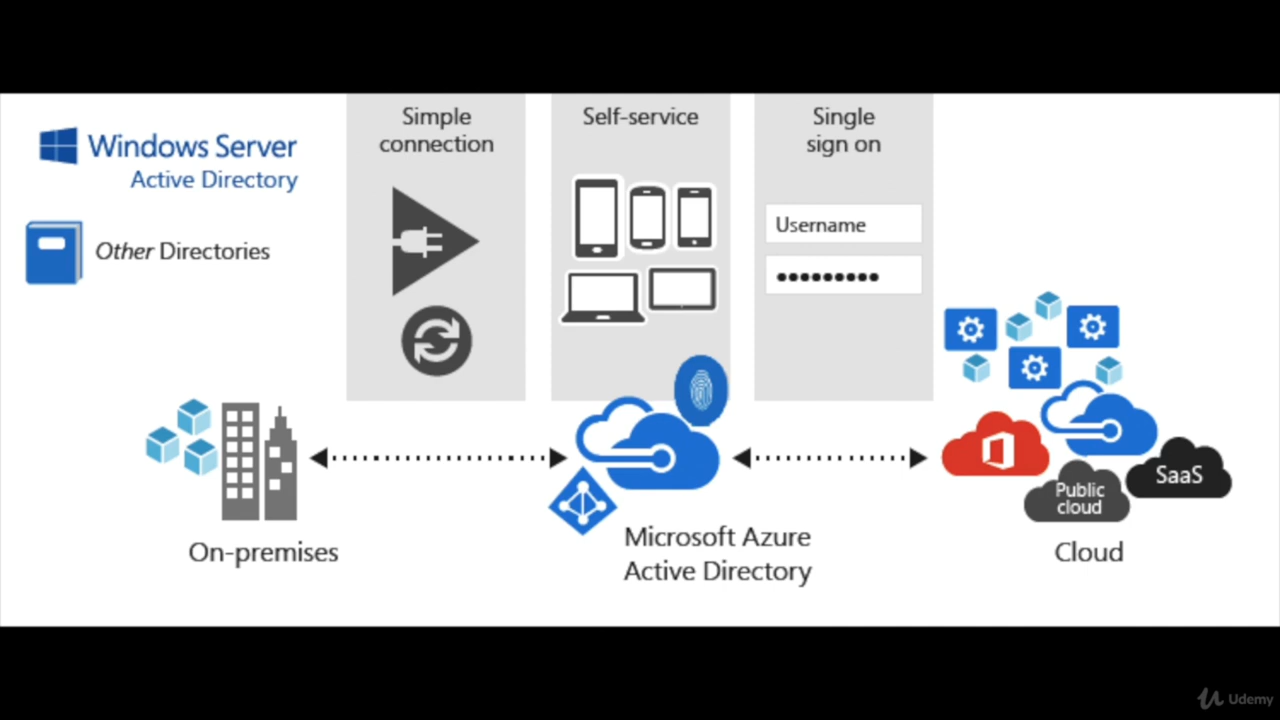 Windows Server
Active Directory
Other Directories
Simple
connection
Self-service
Single
sign on
Username
On-premises
Microsoft Azure
Active Directory
Public
cloud
SaaS
Cloud
Udemy